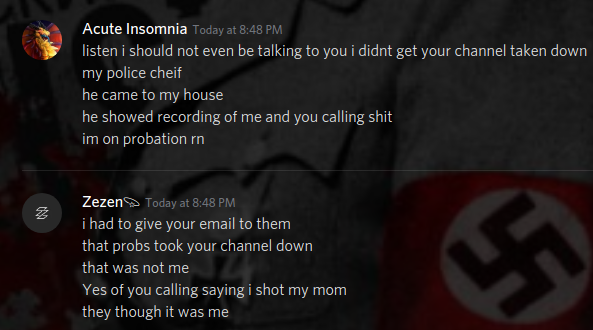 Acute Insomnia Today at 8:48 PM
listen i should not even be talking to you i didnt get your channel taken down
my police cheif
he came to my house
he showed recording of me and you calling shit
im on probation rn
Zezen Today at 8:48 PM
i had to give your email to them
that probs took your channel down
that was not me
Yes of you calling saying i shot my mom
they though it was me